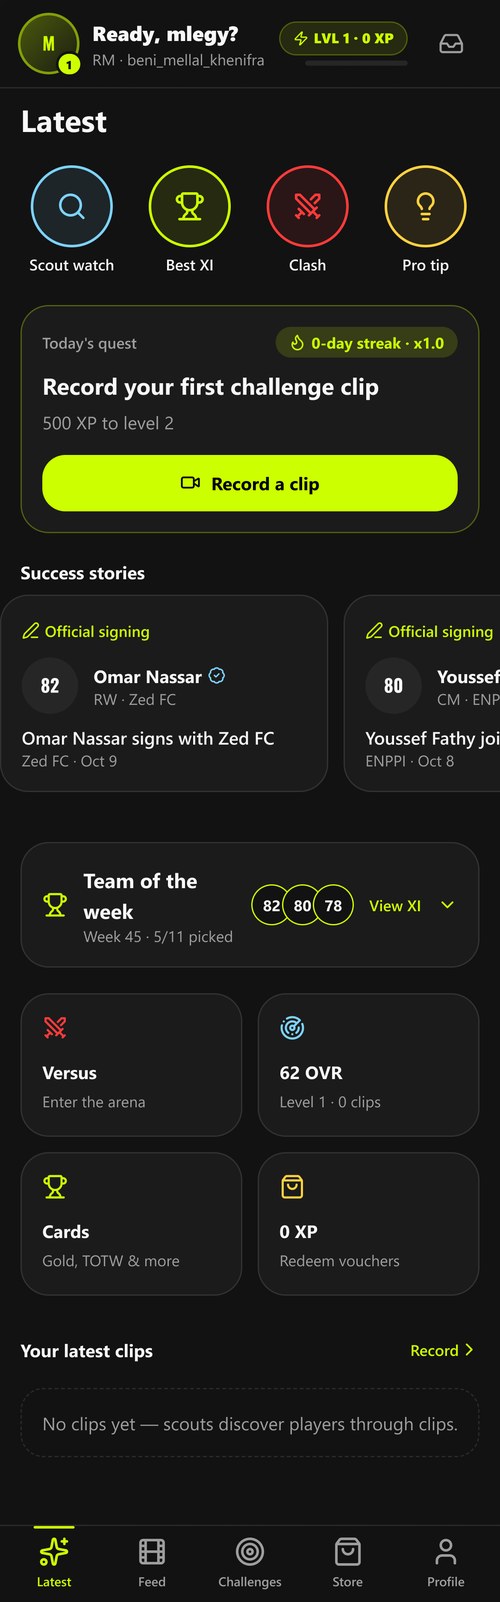 M
1
Ready, mlegy?
RM · beni_mellal_khenifra
LVL 1 · 0 XP
Latest
Scout watch
Best XI
Clash
Pro tip
Today's quest
0-day streak · x1.0
Record your first challenge clip
500 XP to level 2
Record a clip
Success stories
Official signing
82
Omar Nassar
RW · Zed FC
Omar Nassar signs with Zed FC
Zed FC · Oct 9
Official signing
80
Youssef
CM · ENP
Youssef Fathy joi
ENPPI · Oct 8
Team of the
week
Week 45 · 5/11 picked
82 80 78
View XI
Versus
Enter the arena
62 OVR
Level 1 · 0 clips
Cards
Gold, TOTW & more
0 XP
Redeem vouchers
Your latest clips
Record
No clips yet — scouts discover players through clips.
Latest
Feed
Challenges
Store
Profile